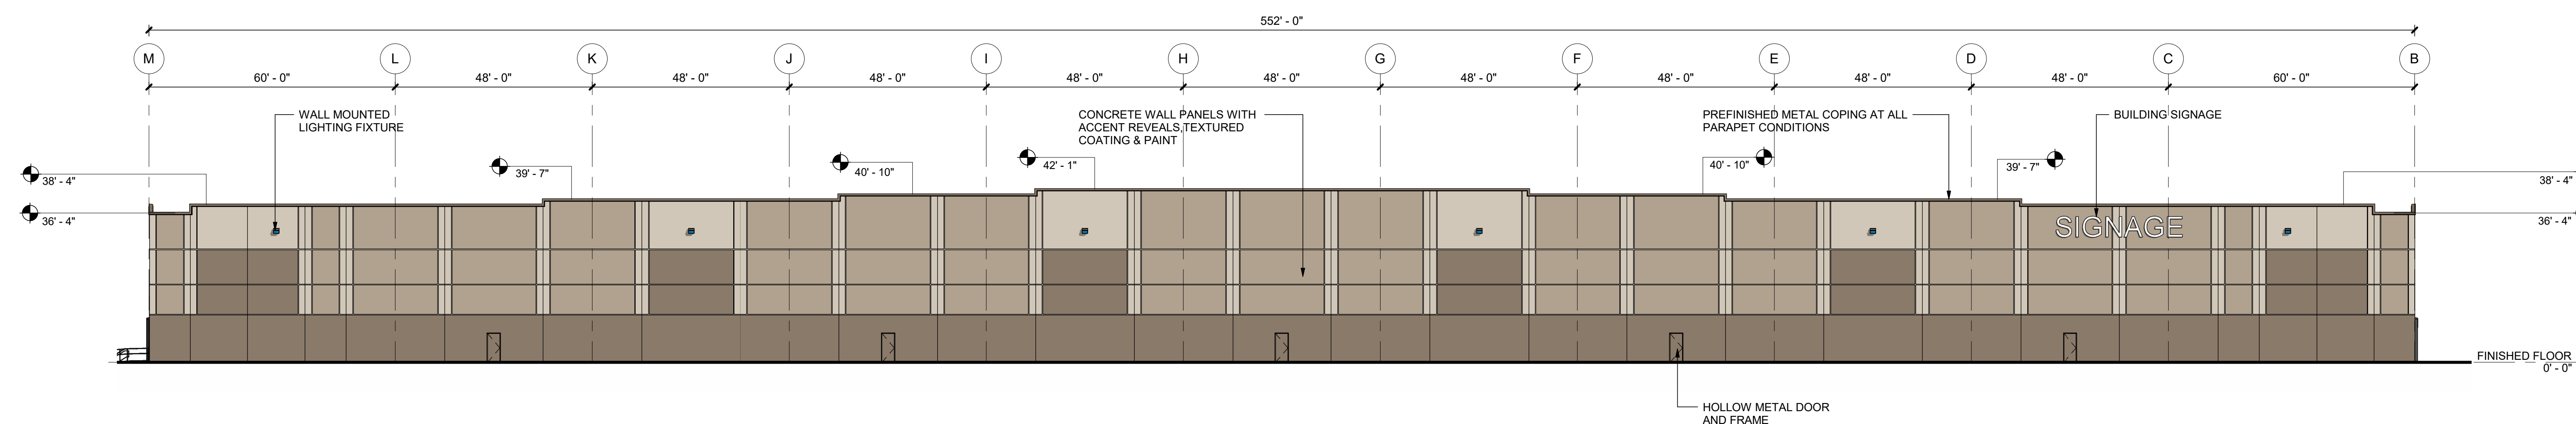 552' - 0"
M
L
K
J
I
H
G
F
E
D
C
B
60' - 0"
48' - 0"
48' - 0"
48' - 0"
48' - 0"
48' - 0"
48' - 0"
48' - 0"
48' - 0"
48' - 0"
60' - 0"
WALL MOUNTED
LIGHTING FIXTURE
CONCRETE WALL PANELS WITH
ACCENT REVEALS,TEXTURED
COATING & PAINT
PREFINISHED METAL COPING AT ALL
PARAPET CONDITIONS
BUILDING SIGNAGE
38' - 4"
39' - 7"
40' - 10"
42' - 1"
40' - 10"
39' - 7"
38' - 4"
36' - 4"
36' - 4"
SIGNAGE
FINISHED FLOOR
0' - 0"
HOLLOW METAL DOOR
AND FRAME